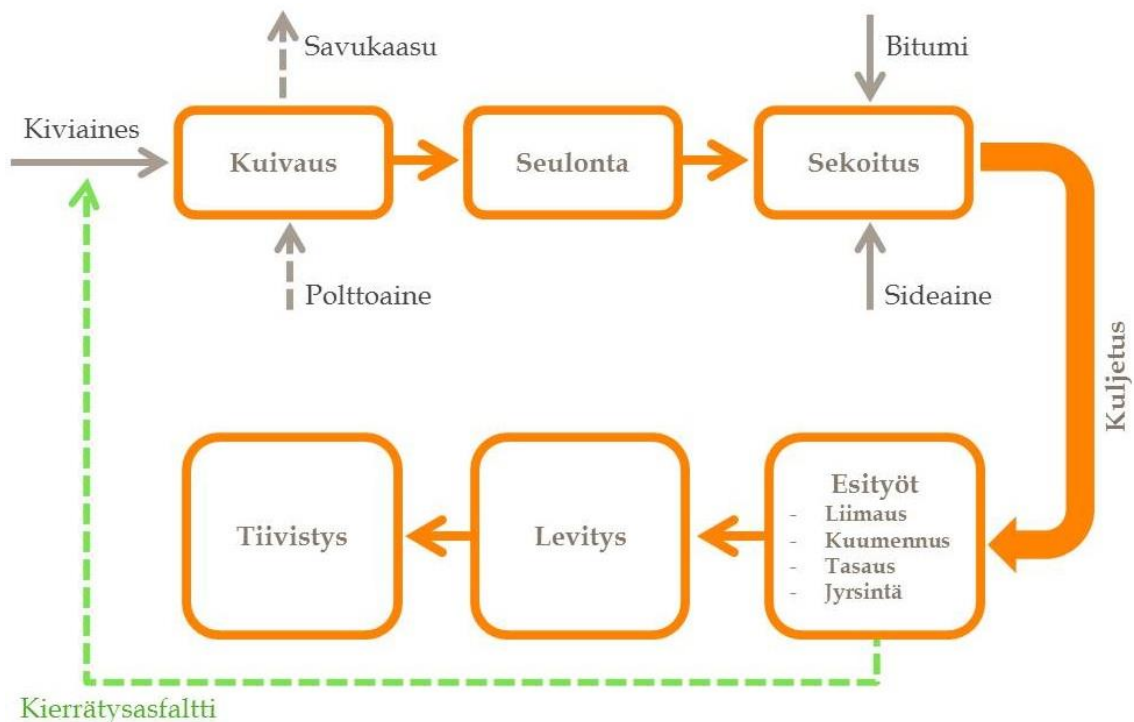 Savukaasu
Bitumi
Kiviaines
Kuivaus
Seulonta
Sekoitus
Polttoaine
Sideaine
Kuljetus
Esityöt
- Liimaus
- Kuumennus
- Tasaus
- Jyrsintä
Levitys
Tiivistys
Kierrätysasfaltti